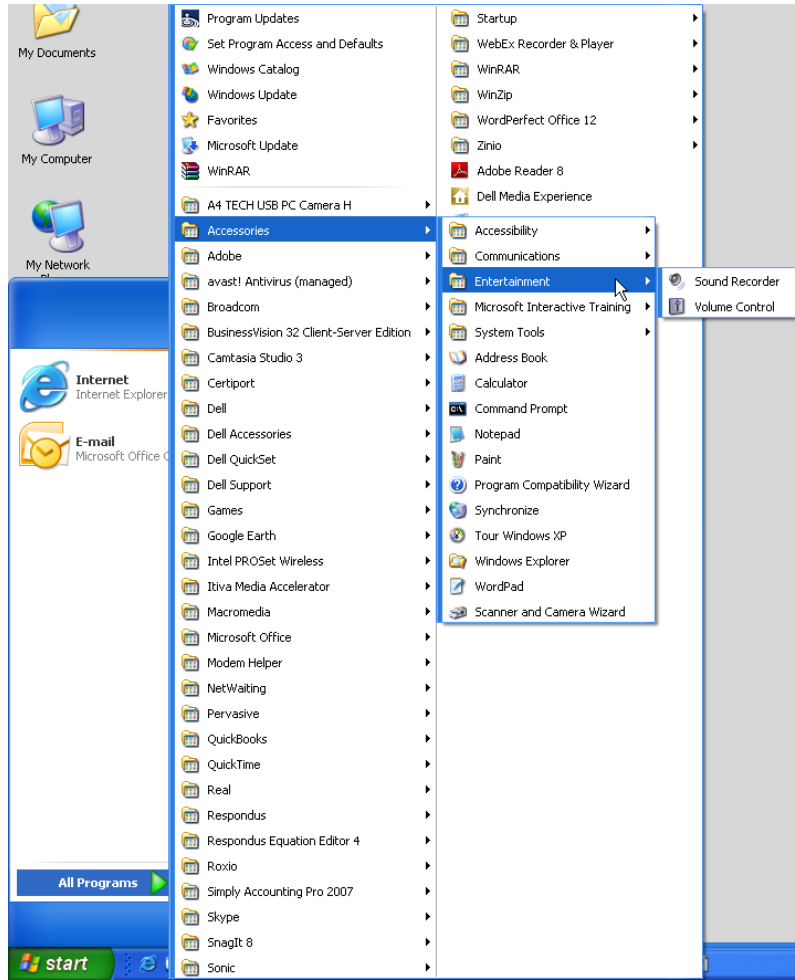 My Documents
My Computer
My Network
Internet
Internet Explorer
E-mail
Microsoft Office
All Programs
start
Program Updates
Set Program Access and Defaults
Windows Catalog
Windows Update
Favorites
Microsoft Update
WinRAR
A4 TECH USB PC Camera H
Accessories
Adobe
avast! Antivirus (managed)
Broadcom
BusinessVision 32 Client-Server Edition
Camtasia Studio 3
Certiport
Dell
Dell Accessories
Dell QuickSet
Dell Support
Games
Google Earth
Intel PROSet Wireless
Itiva Media Accelerator
Macromedia
Microsoft Office
Modem Helper
NetWaiting
Pervasive
QuickBooks
QuickTime
Real
Respondus
Respondus Equation Editor 4
Roxio
Simply Accounting Pro 2007
Skype
SnagIt 8
Sonic
Startup
WebEx Recorder & Player
WinRAR
WinZip
WordPerfect Office 12
Zinio
Adobe Reader 8
Dell Media Experience
Accessibility
Communications
Entertainment
Microsoft Interactive Training
System Tools
Address Book
Calculator
Command Prompt
Notepad
Paint
Program Compatibility Wizard
Synchronize
Tour Windows XP
Windows Explorer
WordPad
Scanner and Camera Wizard
Sound Recorder
Volume Control